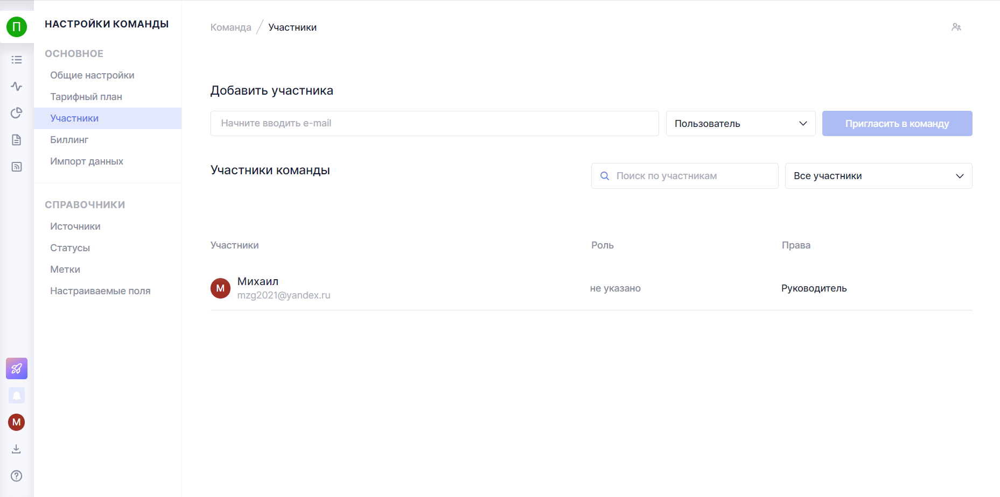 П
НАСТРОЙКИ КОМАНДЫ
ОСНОВНОЕ
Общие настройки
Тарифный план
Участники
Биллинг
Импорт данных
СПРАВОЧНИКИ
Источники
Статусы
Метки
Настраиваемые поля
М
Команда / Участники
Добавить участника
Начните вводить e-mail
Пользователь
Пригласить в команду
Участники команды
Поиск по участникам
Все участники
Участники
Роль
Права
М
Михаил
mzg2021@yandex.ru
не указано
Руководитель